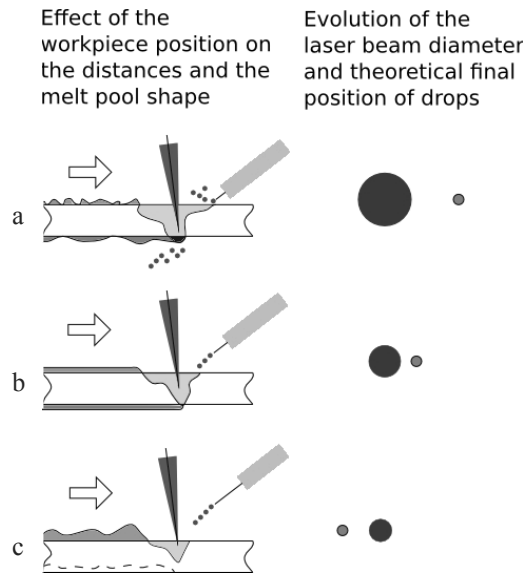 Effect of the
workpiece position on
the distances and the
melt pool shape
Evolution of the
laser beam diameter
and theoretical final
position of drops
a
b
c